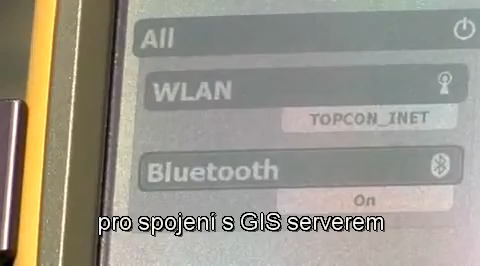 All
WLAN
TOPCON_INET
Bluetooth
On
pro spojení s GIS serverem